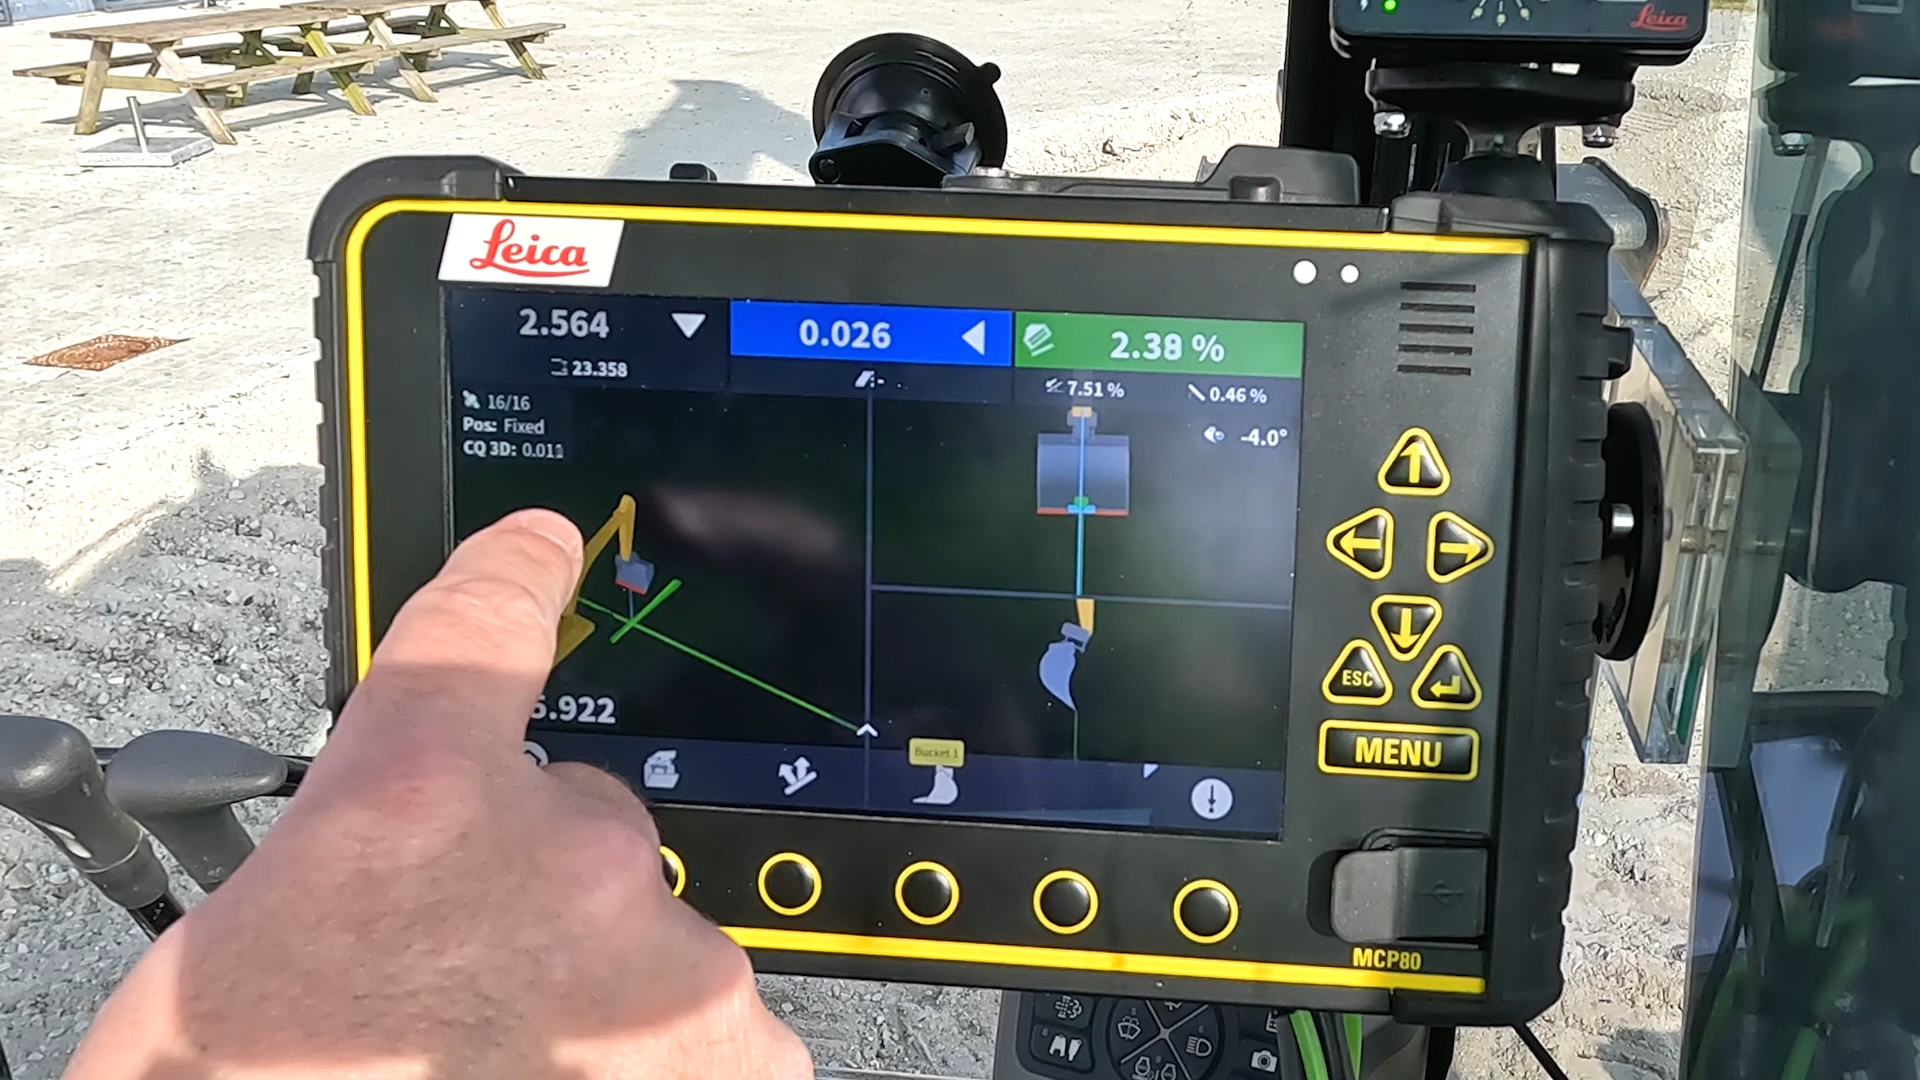 Leica
Leica
2.564
0.026
2.38 %
23.358
7.51 %
0.46 %
16/16
Pos: Fixed
CQ 3D: 0.011
-4.0°
5.922
Bucket 1
ESC
MENU
MCP80